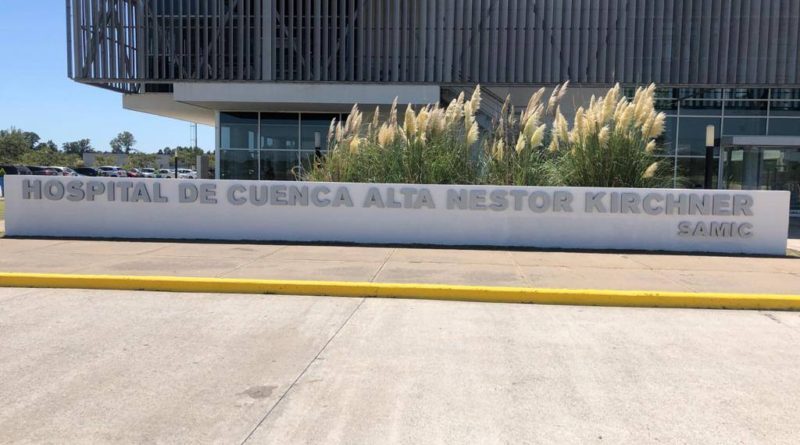 HOSPITAL DE CUENCA ALTA NESTOR KIRCHNER
SAMIC